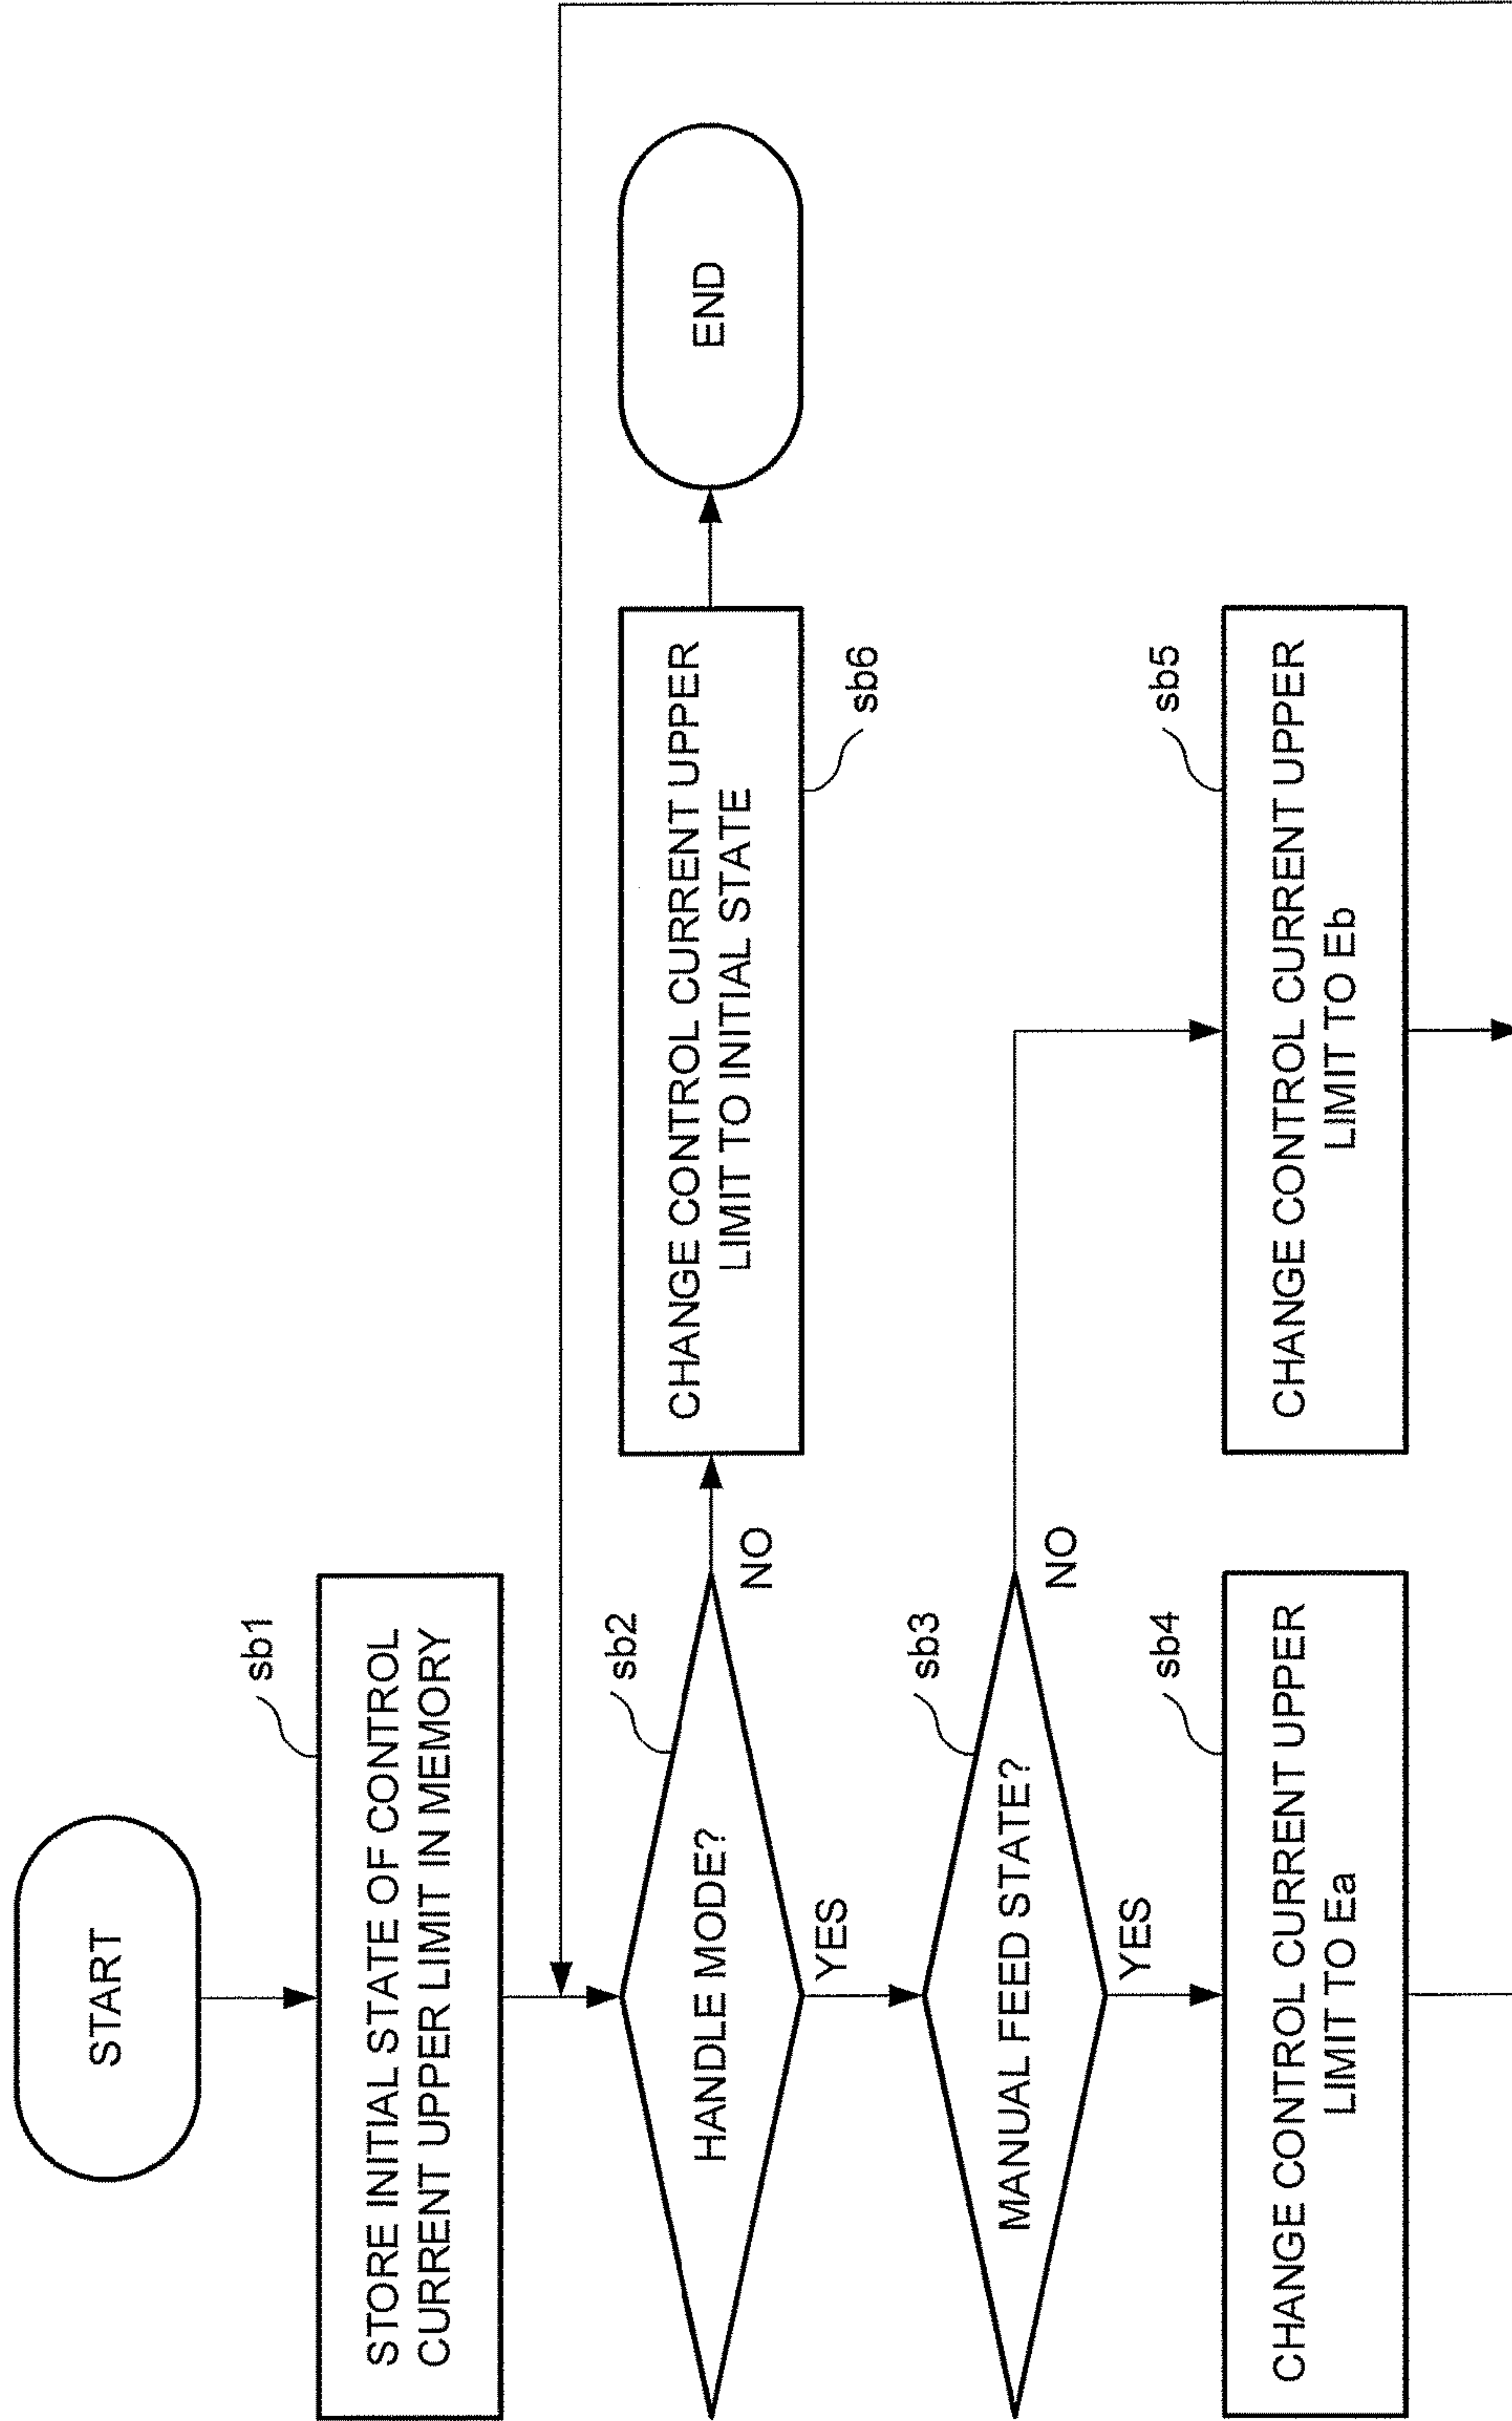 START
sb1
STORE INITIAL STATE OF CONTROL
CURRENT UPPER LIMIT IN MEMORY
sb2
HANDLE MODE?
NO
YES
CHANGE CONTROL CURRENT UPPER
LIMIT TO INITIAL STATE
sb6
END
sb3
MANUAL FEED STATE?
NO
YES
sb4
CHANGE CONTROL CURRENT UPPER
LIMIT TO Ea
sb5
CHANGE CONTROL CURRENT UPPER
LIMIT TO Eb